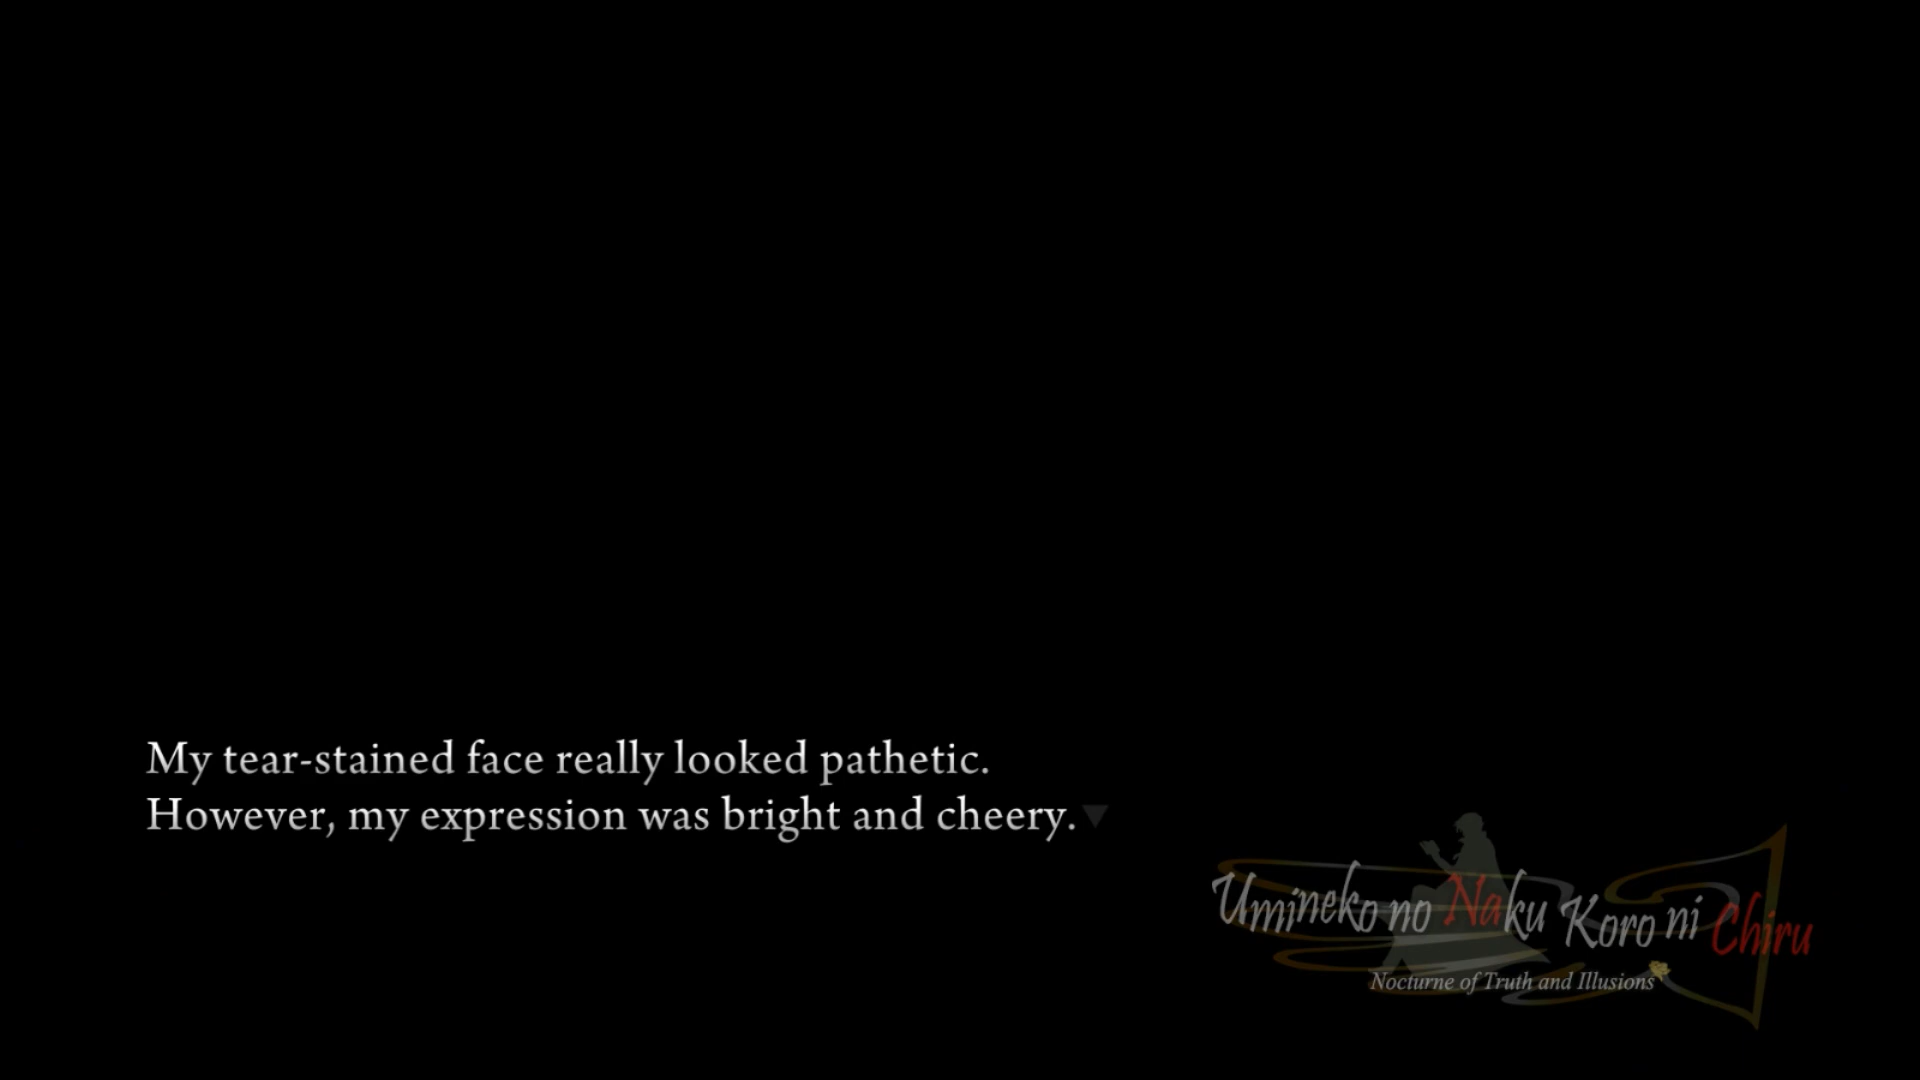 My tear-stained face really looked pathetic.
However, my expression was bright and cheery.
Umineko no Naku Koro ni Chiru
Nocturne of Truth and Illusions